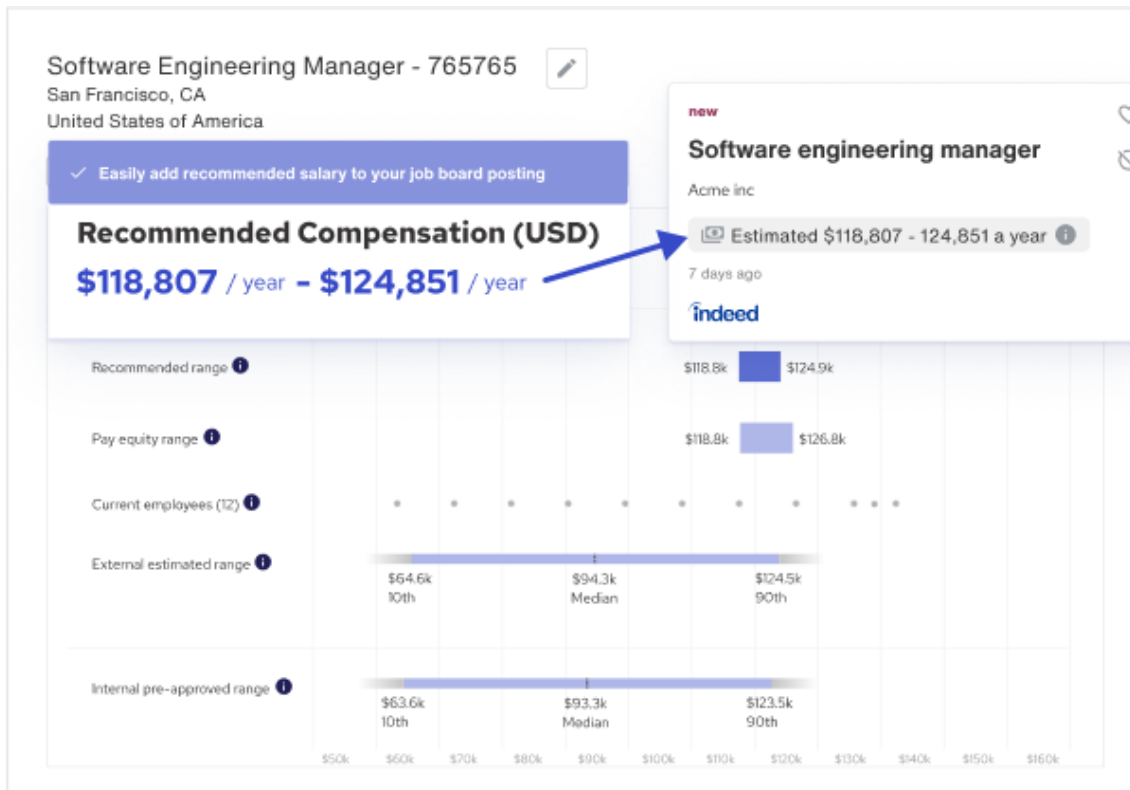 Software Engineering Manager - 765765
San Francisco, CA
United States of America
Easily add recommended salary to your job board posting
Recommended Compensation (USD)
$118,807 / year - $124,851 / year
new
Software engineering manager
Acme inc
Estimated $118,807 - 124,851 a year
7 days ago
indeed
Recommended range
$118.8k $124.9k
Pay equity range
$118.8k $126.8k
Current employees (12)
External estimated range
$64.6k $94.3k $124.5k
10th Median 90th
Internal pre-approved range
$63.6k $93.3k $123.5k
10th Median 90th
$50k $60k $70k $80k $90k $100k $110k $120k $130k $140k $150k $160k